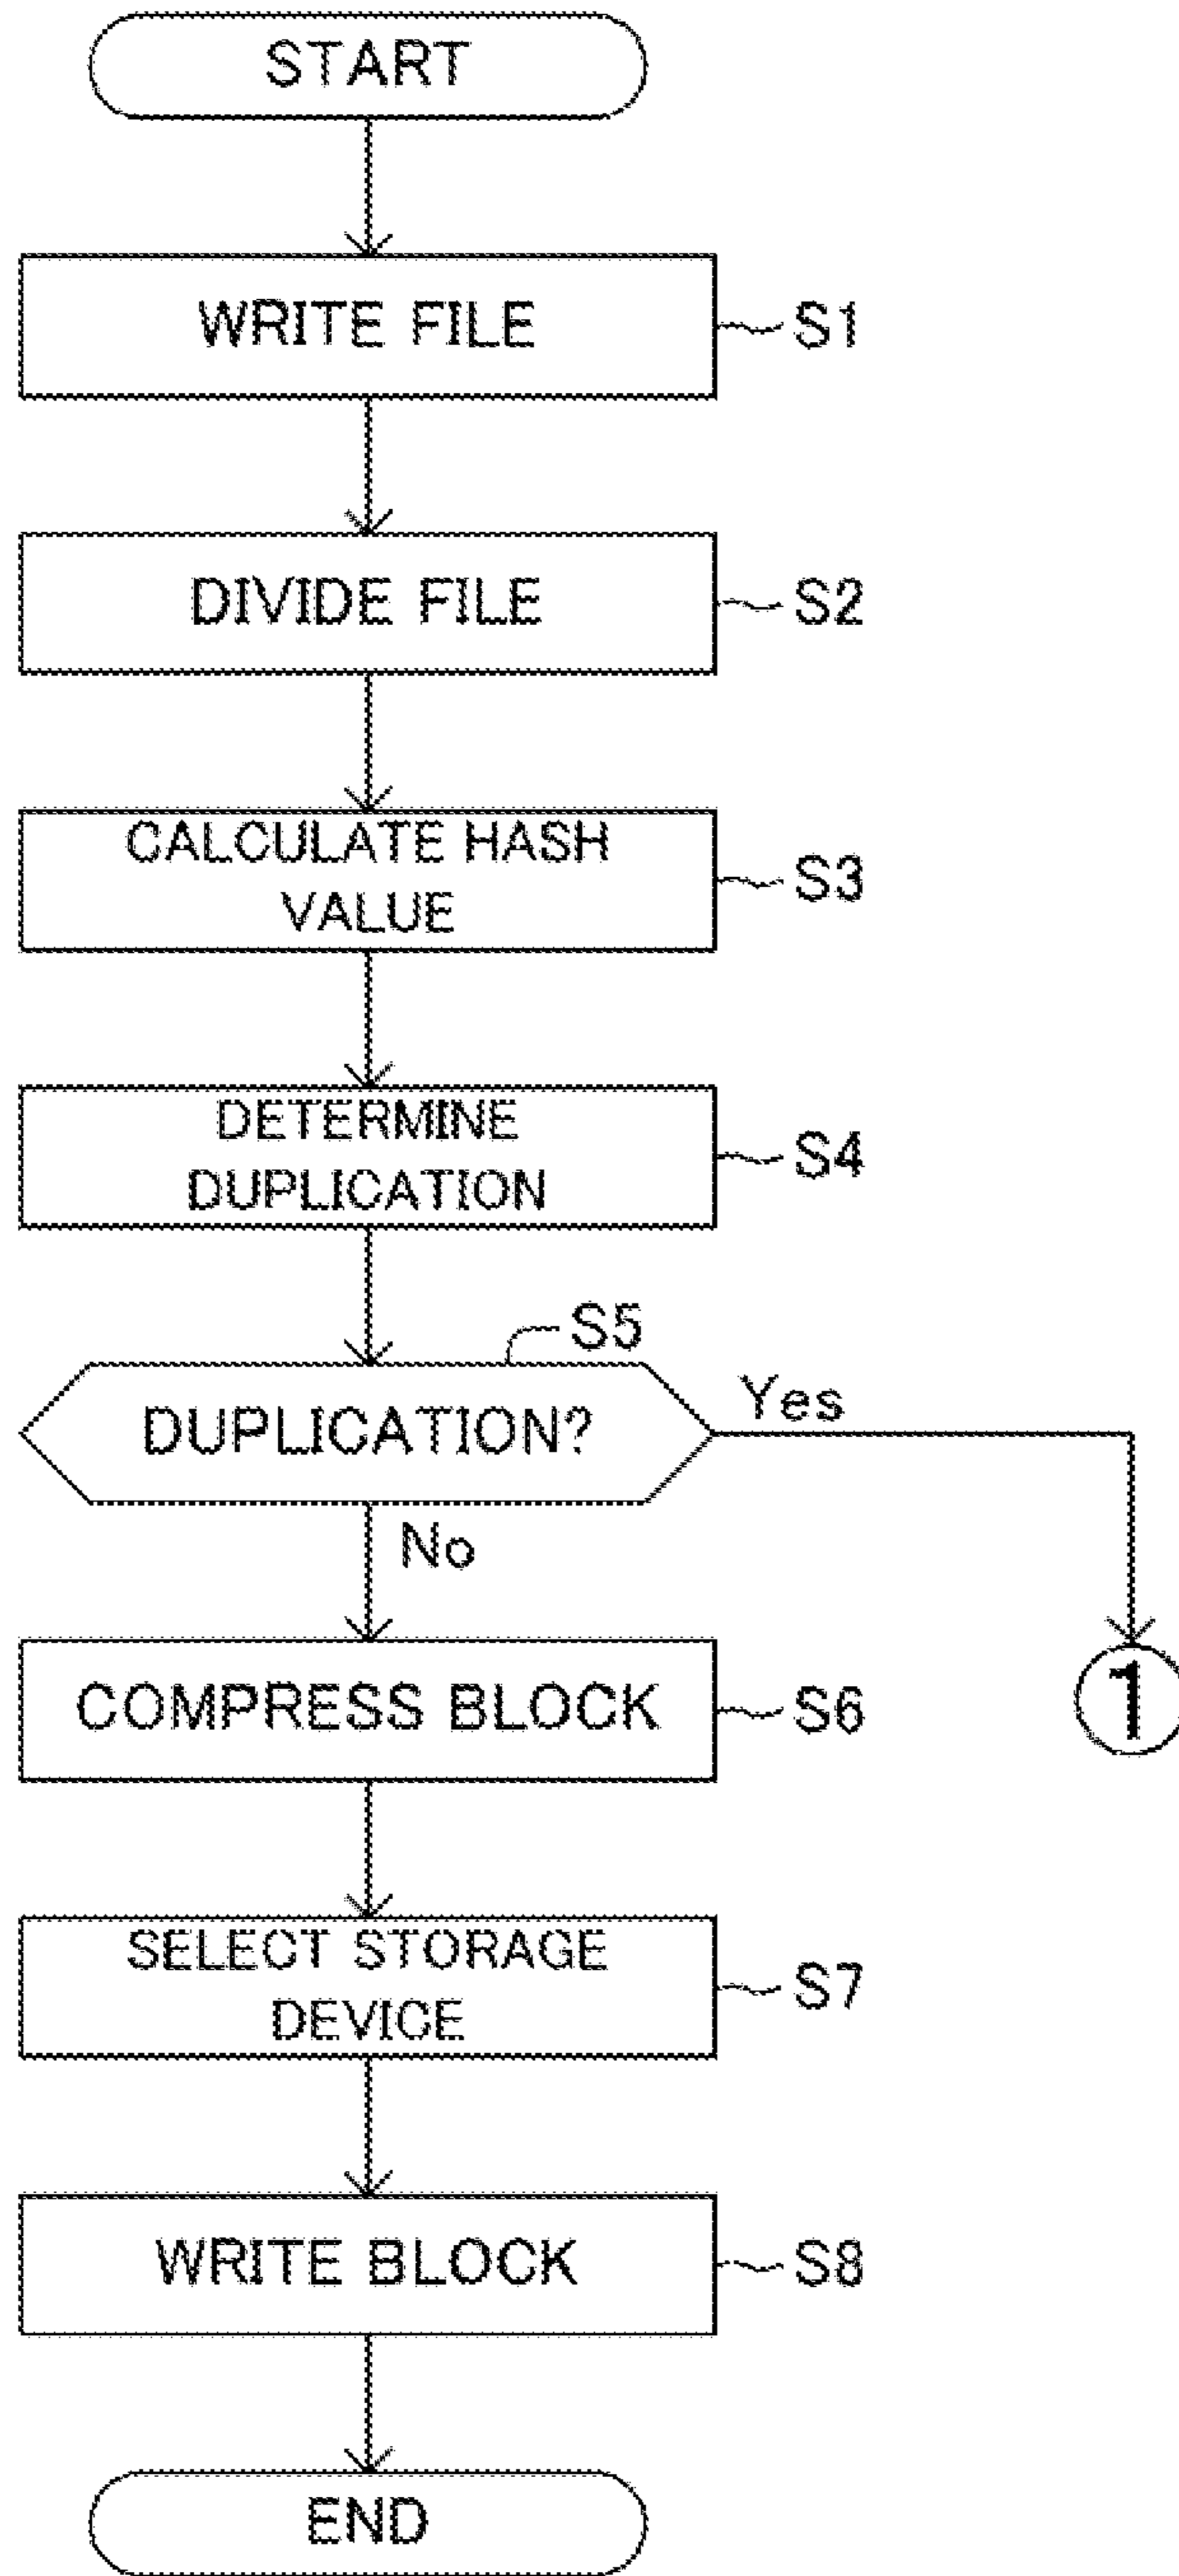 START
WRITE FILE
S1
DIVIDE FILE
S2
CALCULATE HASH
VALUE
S3
DETERMINE
DUPLICATION
S4
S5
DUPLICATION?
Yes
No
COMPRESS BLOCK
S6
1
SELECT STORAGE
DEVICE
S7
WRITE BLOCK
S8
END